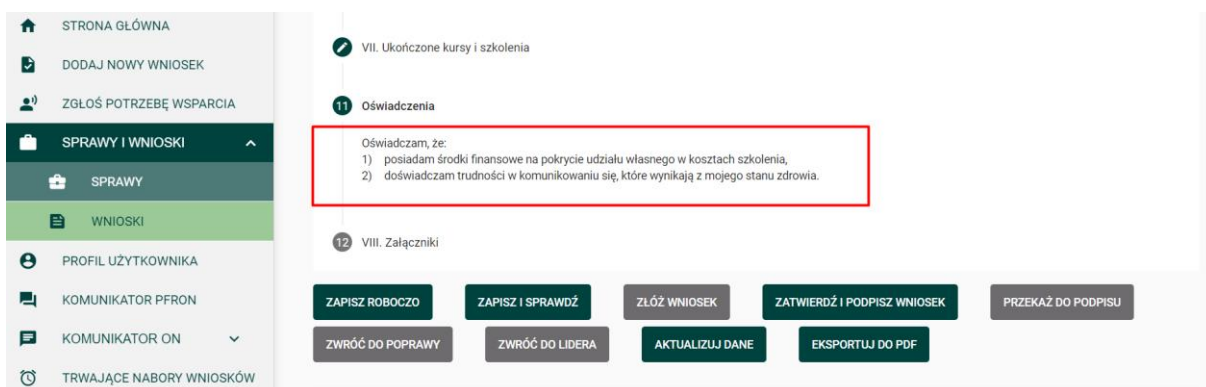 STRONA GŁÓWNA
DODAJ NOWY WNIOSEK
ZGŁOŚ POTRZEBĘ WSPARCIA
SPRAWY I WNIOSKI
SPRAWY
WNIOSKI
PROFIL UŻYTKOWNIKA
KOMUNIKATOR PFRON
KOMUNIKATOR ON
TRWAJĄCE NABORY WNIOSKÓW
VII. Ukończone kursy i szkolenia
11 Oświadczenia
Oświadczam, że:
1) posiadam środki finansowe na pokrycie udziału własnego w kosztach szkolenia,
2) doświadczam trudności w komunikowaniu się, które wynikają z mojego stanu zdrowia.
12 VIII. Załączniki
ZAPISZ ROBOCZO ZAPISZ I SPRAWDŹ ZŁÓŻ WNIOSEK ZATWIERDŹ I PODPISZ WNIOSEK PRZEKAŻ DO PODPISU
ZWRÓĆ DO POPRAWY ZWRÓĆ DO LIDERA AKTUALIZUJ DANE EKSPORTUJ DO PDF